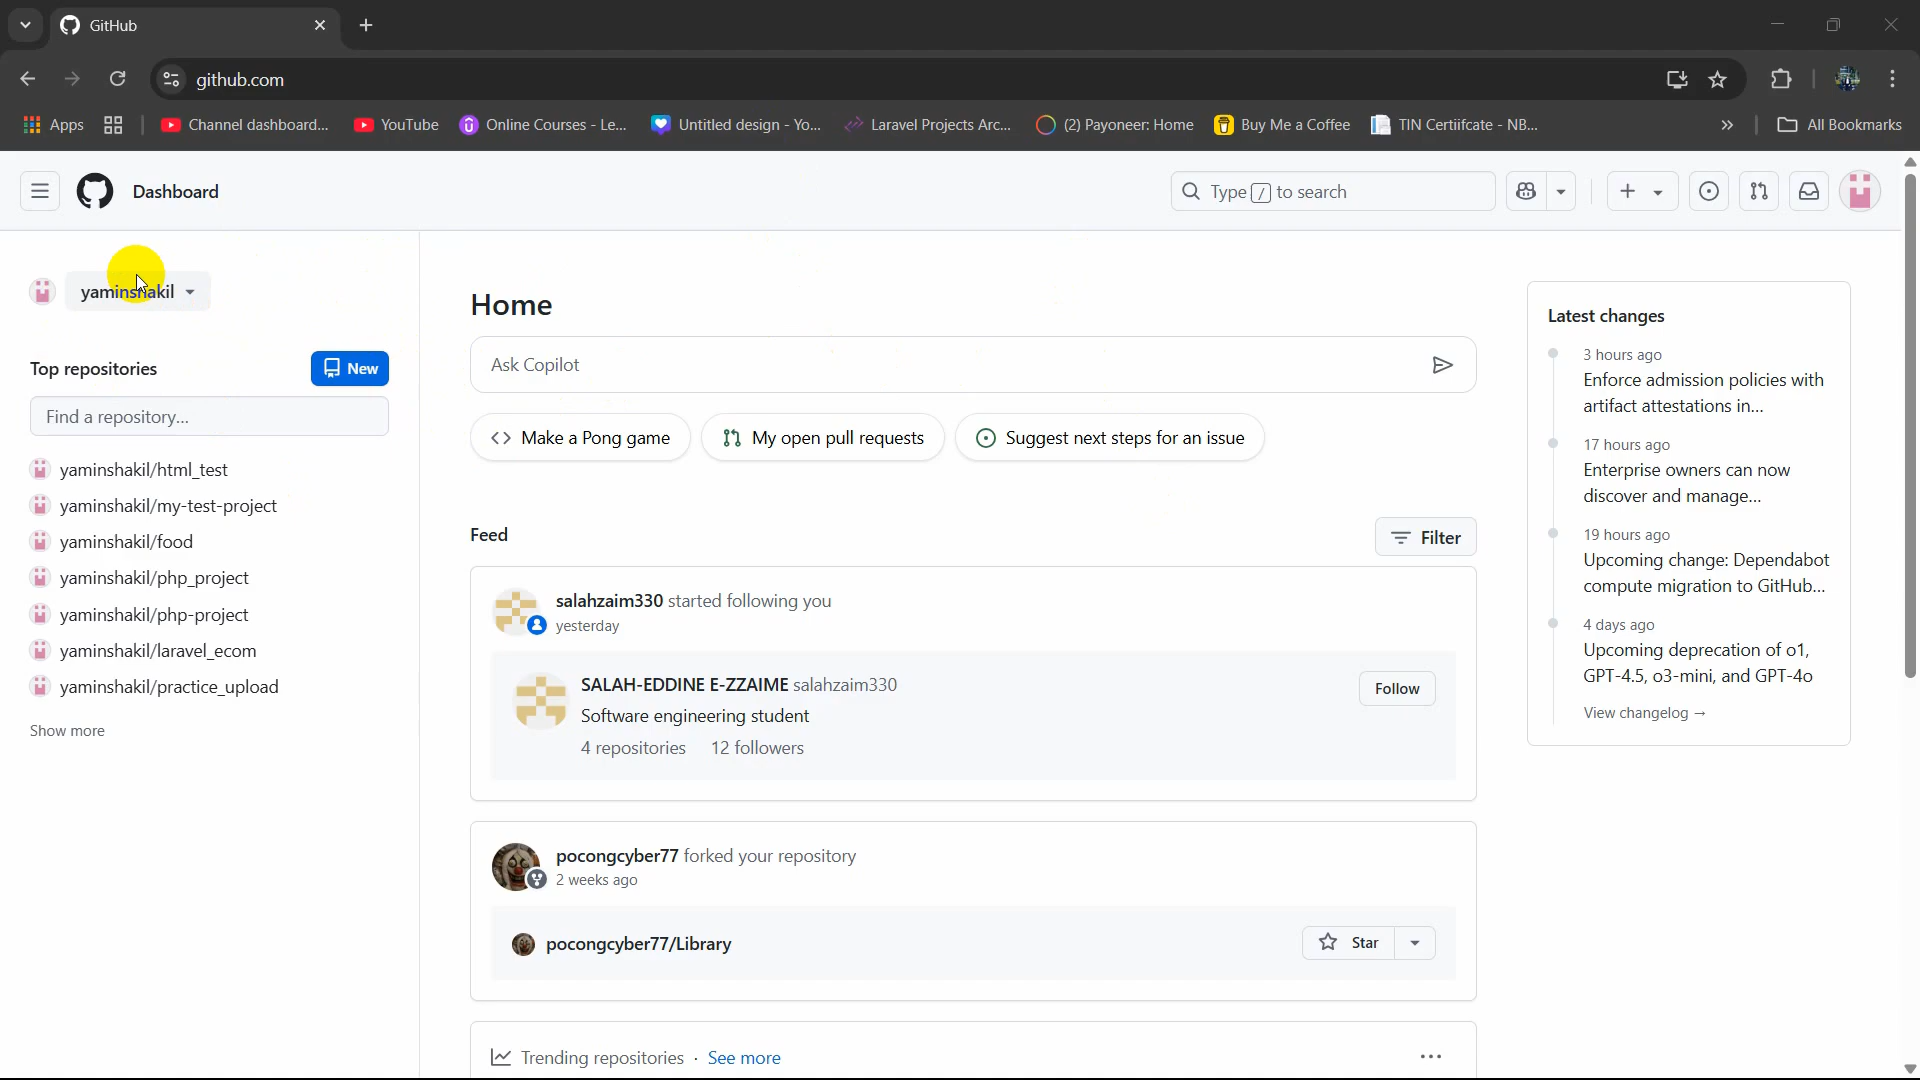 GitHub
github.com
Apps
Channel dashboard...
YouTube
Online Courses - Le...
Untitled design - Yo...
Laravel Projects Arc...
(2) Payoneer: Home
Buy Me a Coffee
TIN Certiifcate - NB...
All Bookmarks
Dashboard
Type / to search
yaminshakil
Top repositories
New
Find a repository...
yaminshakil/html_test
yaminshakil/my-test-project
yaminshakil/food
yaminshakil/php_project
yaminshakil/php-project
yaminshakil/laravel_ecom
yaminshakil/practice_upload
Show more
Home
Ask Copilot
Make a Pong game
My open pull requests
Suggest next steps for an issue
Feed
Filter
salahzaim330 started following you
yesterday
SALAH-EDDINE E-ZZAIME salahzaim330
Follow
Software engineering student
4 repositories 12 followers
pocongcyber77 forked your repository
2 weeks ago
pocongcyber77/Library
Star
Trending repositories · See more
Latest changes
3 hours ago
Enforce admission policies with
artifact attestations in...
17 hours ago
Enterprise owners can now
discover and manage...
19 hours ago
Upcoming change: Dependabot
compute migration to GitHub...
4 days ago
Upcoming deprecation of o1,
GPT-4.5, o3-mini, and GPT-4o
View changelog →